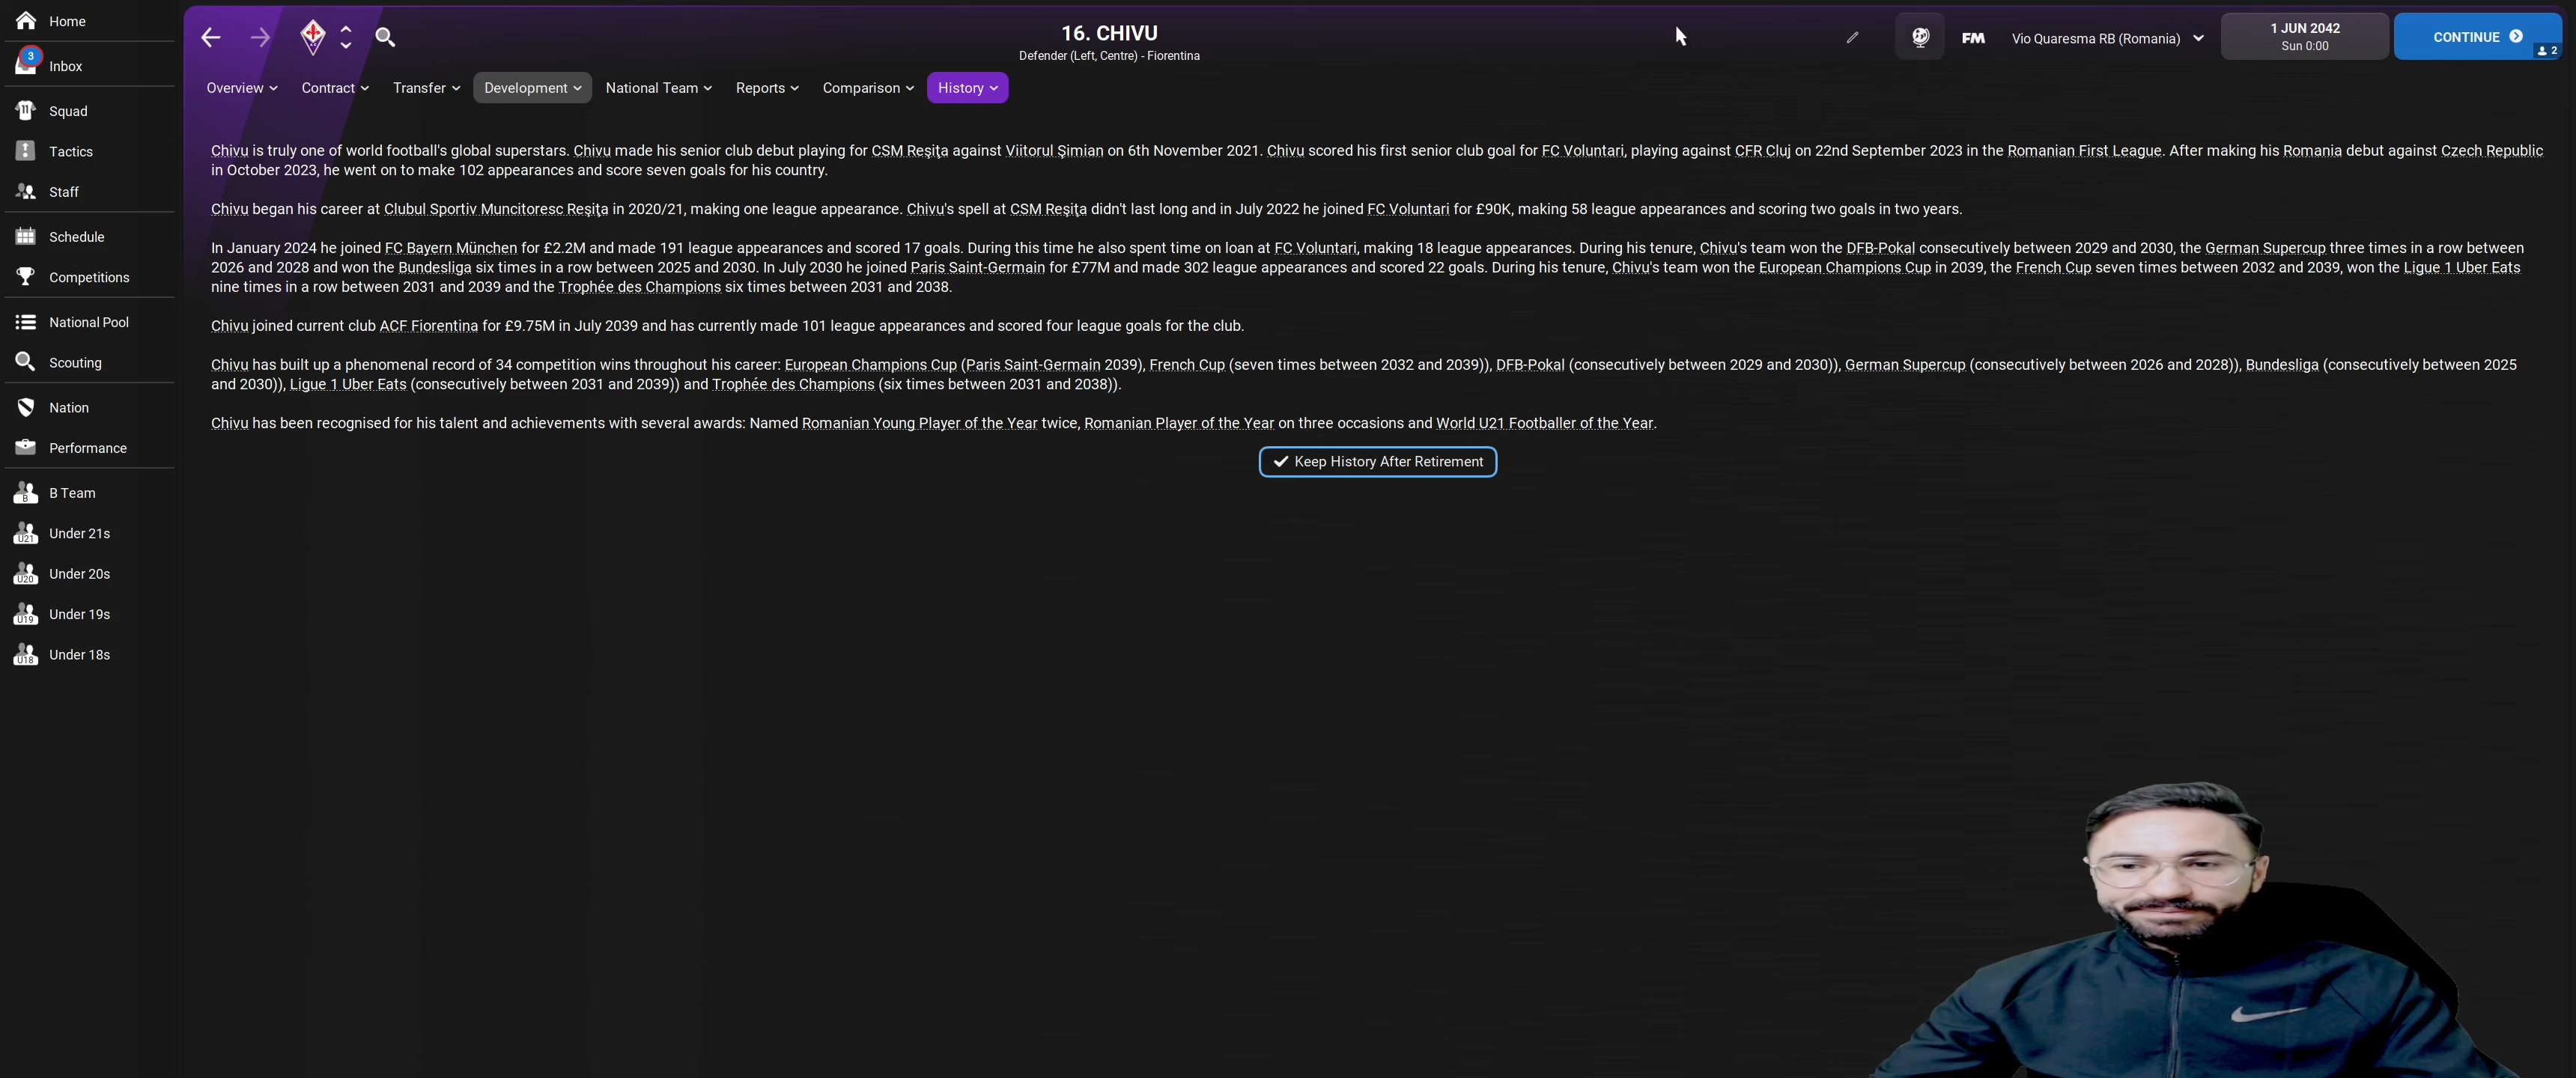 Home
3
Inbox
Squad
Tactics
Staff
Schedule
Competitions
National Pool
Scouting
Nation
Performance
B Team
Under 21s
Under 20s
Under 19s
Under 18s
11
B
U21
U20
U19
U18
16. CHIVU
Defender (Left, Centre) - Fiorentina
FM
Vio Quaresma RB (Romania)
1 JUN 2042
Sun 0:00
CONTINUE
2
Overview Contract Transfer Development National Team Reports Comparison History
Chivu is truly one of world football's global superstars. Chivu made his senior club debut playing for CSM Reşiţa against Viitorul Şimian on 6th November 2021. Chivu scored his first senior club goal for FC Voluntari, playing against CFR Cluj on 22nd September 2023 in the Romanian First League. After making his Romania debut against Czech Republic
in October 2023, he went on to make 102 appearances and score seven goals for his country.
Chivu began his career at Clubul Sportiv Muncitoresc Reşiţa in 2020/21, making one league appearance. Chivu's spell at CSM Reşiţa didn't last long and in July 2022 he joined FC Voluntari for £90K, making 58 league appearances and scoring two goals in two years.
In January 2024 he joined FC Bayern München for £2.2M and made 191 league appearances and scored 17 goals. During this time he also spent time on loan at FC Voluntari, making 18 league appearances. During his tenure, Chivu's team won the DFB-Pokal consecutively between 2029 and 2030, the German Supercup three times in a row between
2026 and 2028 and won the Bundesliga six times in a row between 2025 and 2030. In July 2030 he joined Paris Saint-Germain for £77M and made 302 league appearances and scored 22 goals. During his tenure, Chivu's team won the European Champions Cup in 2039, the French Cup seven times between 2032 and 2039, won the Ligue 1 Uber Eats
nine times in a row between 2031 and 2039 and the Trophée des Champions six times between 2031 and 2038.
Chivu joined current club ACF Fiorentina for £9.75M in July 2039 and has currently made 101 league appearances and scored four league goals for the club.
Chivu has built up a phenomenal record of 34 competition wins throughout his career: European Champions Cup (Paris Saint-Germain 2039), French Cup (seven times between 2032 and 2039)), DFB-Pokal (consecutively between 2029 and 2030)), German Supercup (consecutively between 2026 and 2028)), Bundesliga (consecutively between 2025
and 2030)), Ligue 1 Uber Eats (consecutively between 2031 and 2039)) and Trophée des Champions (six times between 2031 and 2038)).
Chivu has been recognised for his talent and achievements with several awards: Named Romanian Young Player of the Year twice, Romanian Player of the Year on three occasions and World U21 Footballer of the Year.
Keep History After Retirement